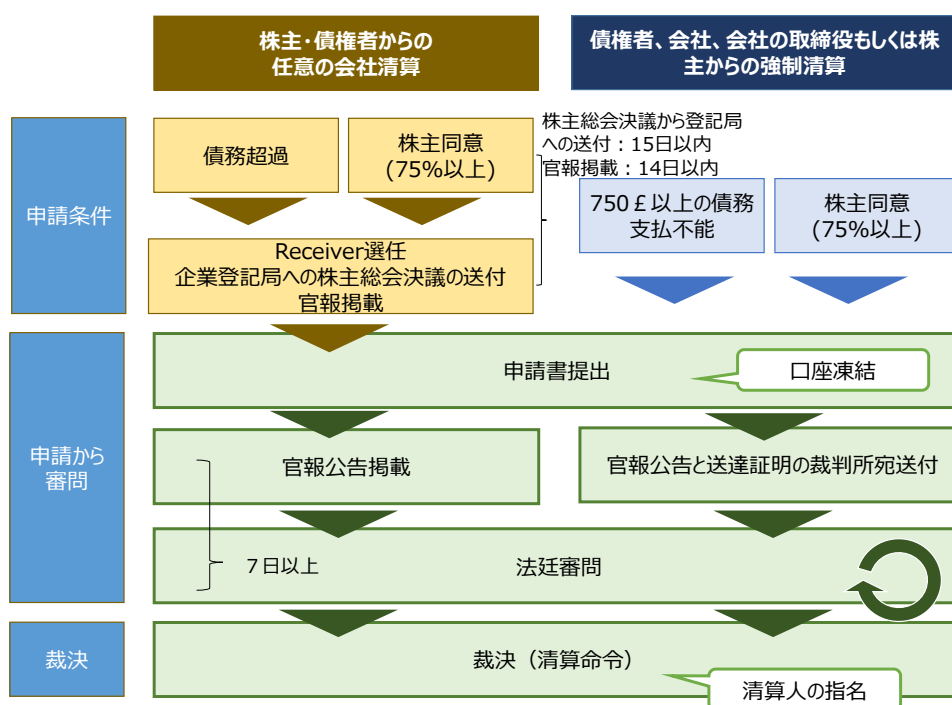 株主・債権者からの
任意の会社清算
債権者、会社、会社の取締役もしくは株
主からの強制清算
申請条件
債務超過
株主同意
(75%以上)
株主総会決議から登記局
への送付：15日以内
官報掲載：14日以内
750￡以上の債務
支払不能
株主同意
(75%以上)
Receiver選任
企業登記局への株主総会決議の送付
官報掲載
申請から
審問
申請書提出
口座凍結
官報公告掲載
官報公告と送達証明の裁判所宛送付
７日以上
法廷審問
裁決
裁決（清算命令）
清算人の指名